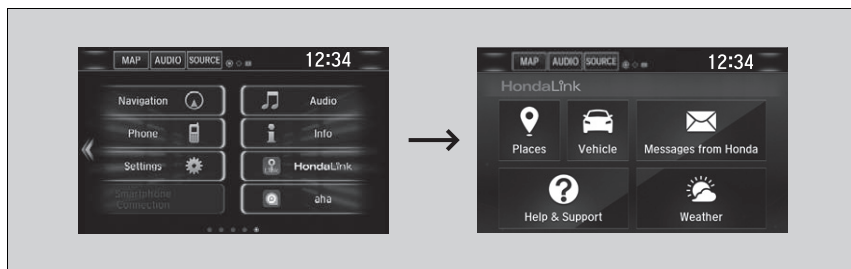 MAP AUDIO SOURCE 12:34
Navigation Audio
Phone Info
Settings HondaLink
Smartphone
Connection
aha
MAP AUDIO SOURCE 12:34
HondaLink
Places Vehicle Messages from Honda
Help & Support Weather